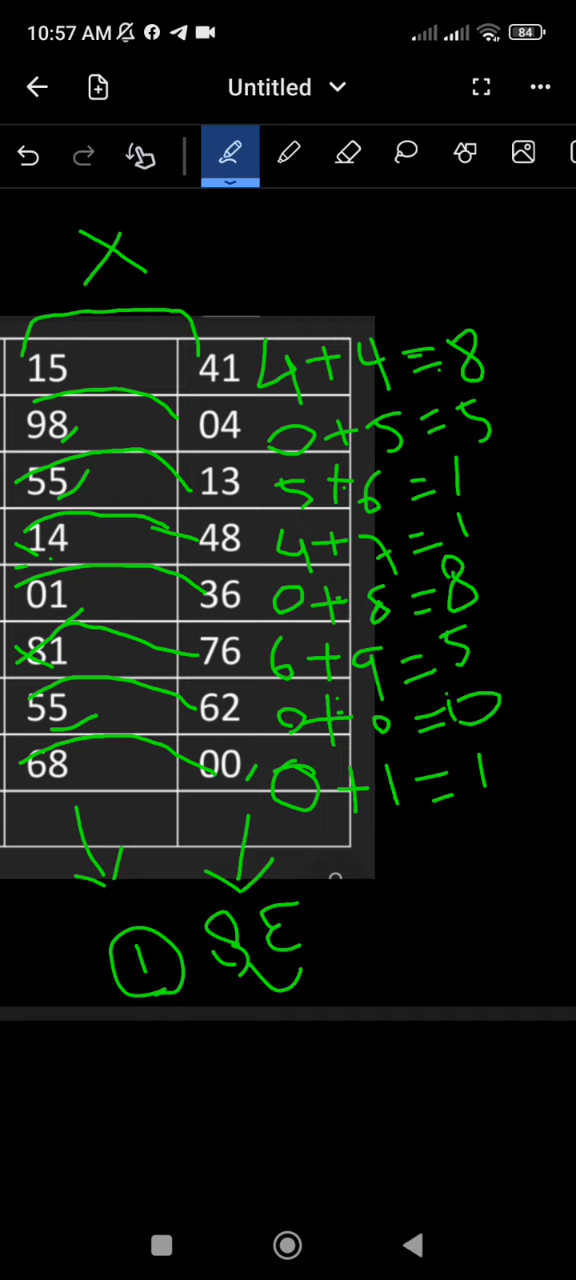 10:57 AM 84
Untitled
X
15 41 4+4=8
98 04 0+5=5
55 13 5+6=1
14 48 4+7=1
01 36 0+8=8
81 76 6+9=5
55 62 0+0=0
68 00 0+1=1
1